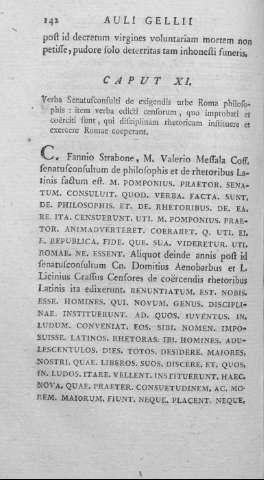 142 AULI GELLII
post id decretum virgines voluntariam mortem non
petisse, pudore solo deterritas tam inhonesti funeris.
CAPUT XI.
Verba Senatusconsulti de exigendis urbe Roma philoso-
phis : item verba edicti censorum, quo improbati et
coërciti sunt, qui disciplinam rhetoricam instituere et
exercere Romae coeperant.
C. Fannio Strabone, M. Valerio Messala Coss.
senatusconsultum de philosophis et de rhetoribus La-
tinis factum est. M. POMPONIUS. PRAETOR. SENA-
TUM. CONSULUIT. QUOD. VERBA. FACTA. SUNT.
DE. PHILOSOPHIS. ET. DE. RHETORIBUS. DE. EA.
RE. ITA. CENSUERUNT. UTI. M. POMPONIUS. PRAE-
TOR. ANIMADVERTERET. CORRARET. Q. UTI. EI.
E. REPUBLICA. FIDE. QUE. SUA. VIDERETUR. UTI.
ROMAE. NE. ESSENT. Aliquot deinde annis post id
senatusconsultum Cn. Domitius Aenobarbus et L.
Licinius Crassus Censores de coërcendis rhetoribus
Latinis ita edixerunt. RENUNTIATUM. EST. NOBIS.
ESSE. HOMINES. QUI. NOVUM. GENUS. DISCIPLI-
NAE. INSTITUERUNT. AD. QUOS. IUVENTUS. IN.
LUDUM. CONVENIAT. EOS. SIBI. NOMEN. IMPO-
SUISSE. LATINOS. RHETORAS. IBI. HOMINES. ADU-
LESCENTULOS. DIES. TOTOS. DESIDERE. MAIORES.
NOSTRI. QUAE. LIBEROS. SUOS. DISCERE. ET. QUOS.
IN. LUDOS. ITARE. VELLENT. INSTITUERUNT. HAEC.
NOVA. QUAE. PRAETER. CONSUETUDINEM. AC. MO-
REM. MAIORUM. FIUNT. NEQUE. PLACENT. NEQUE.